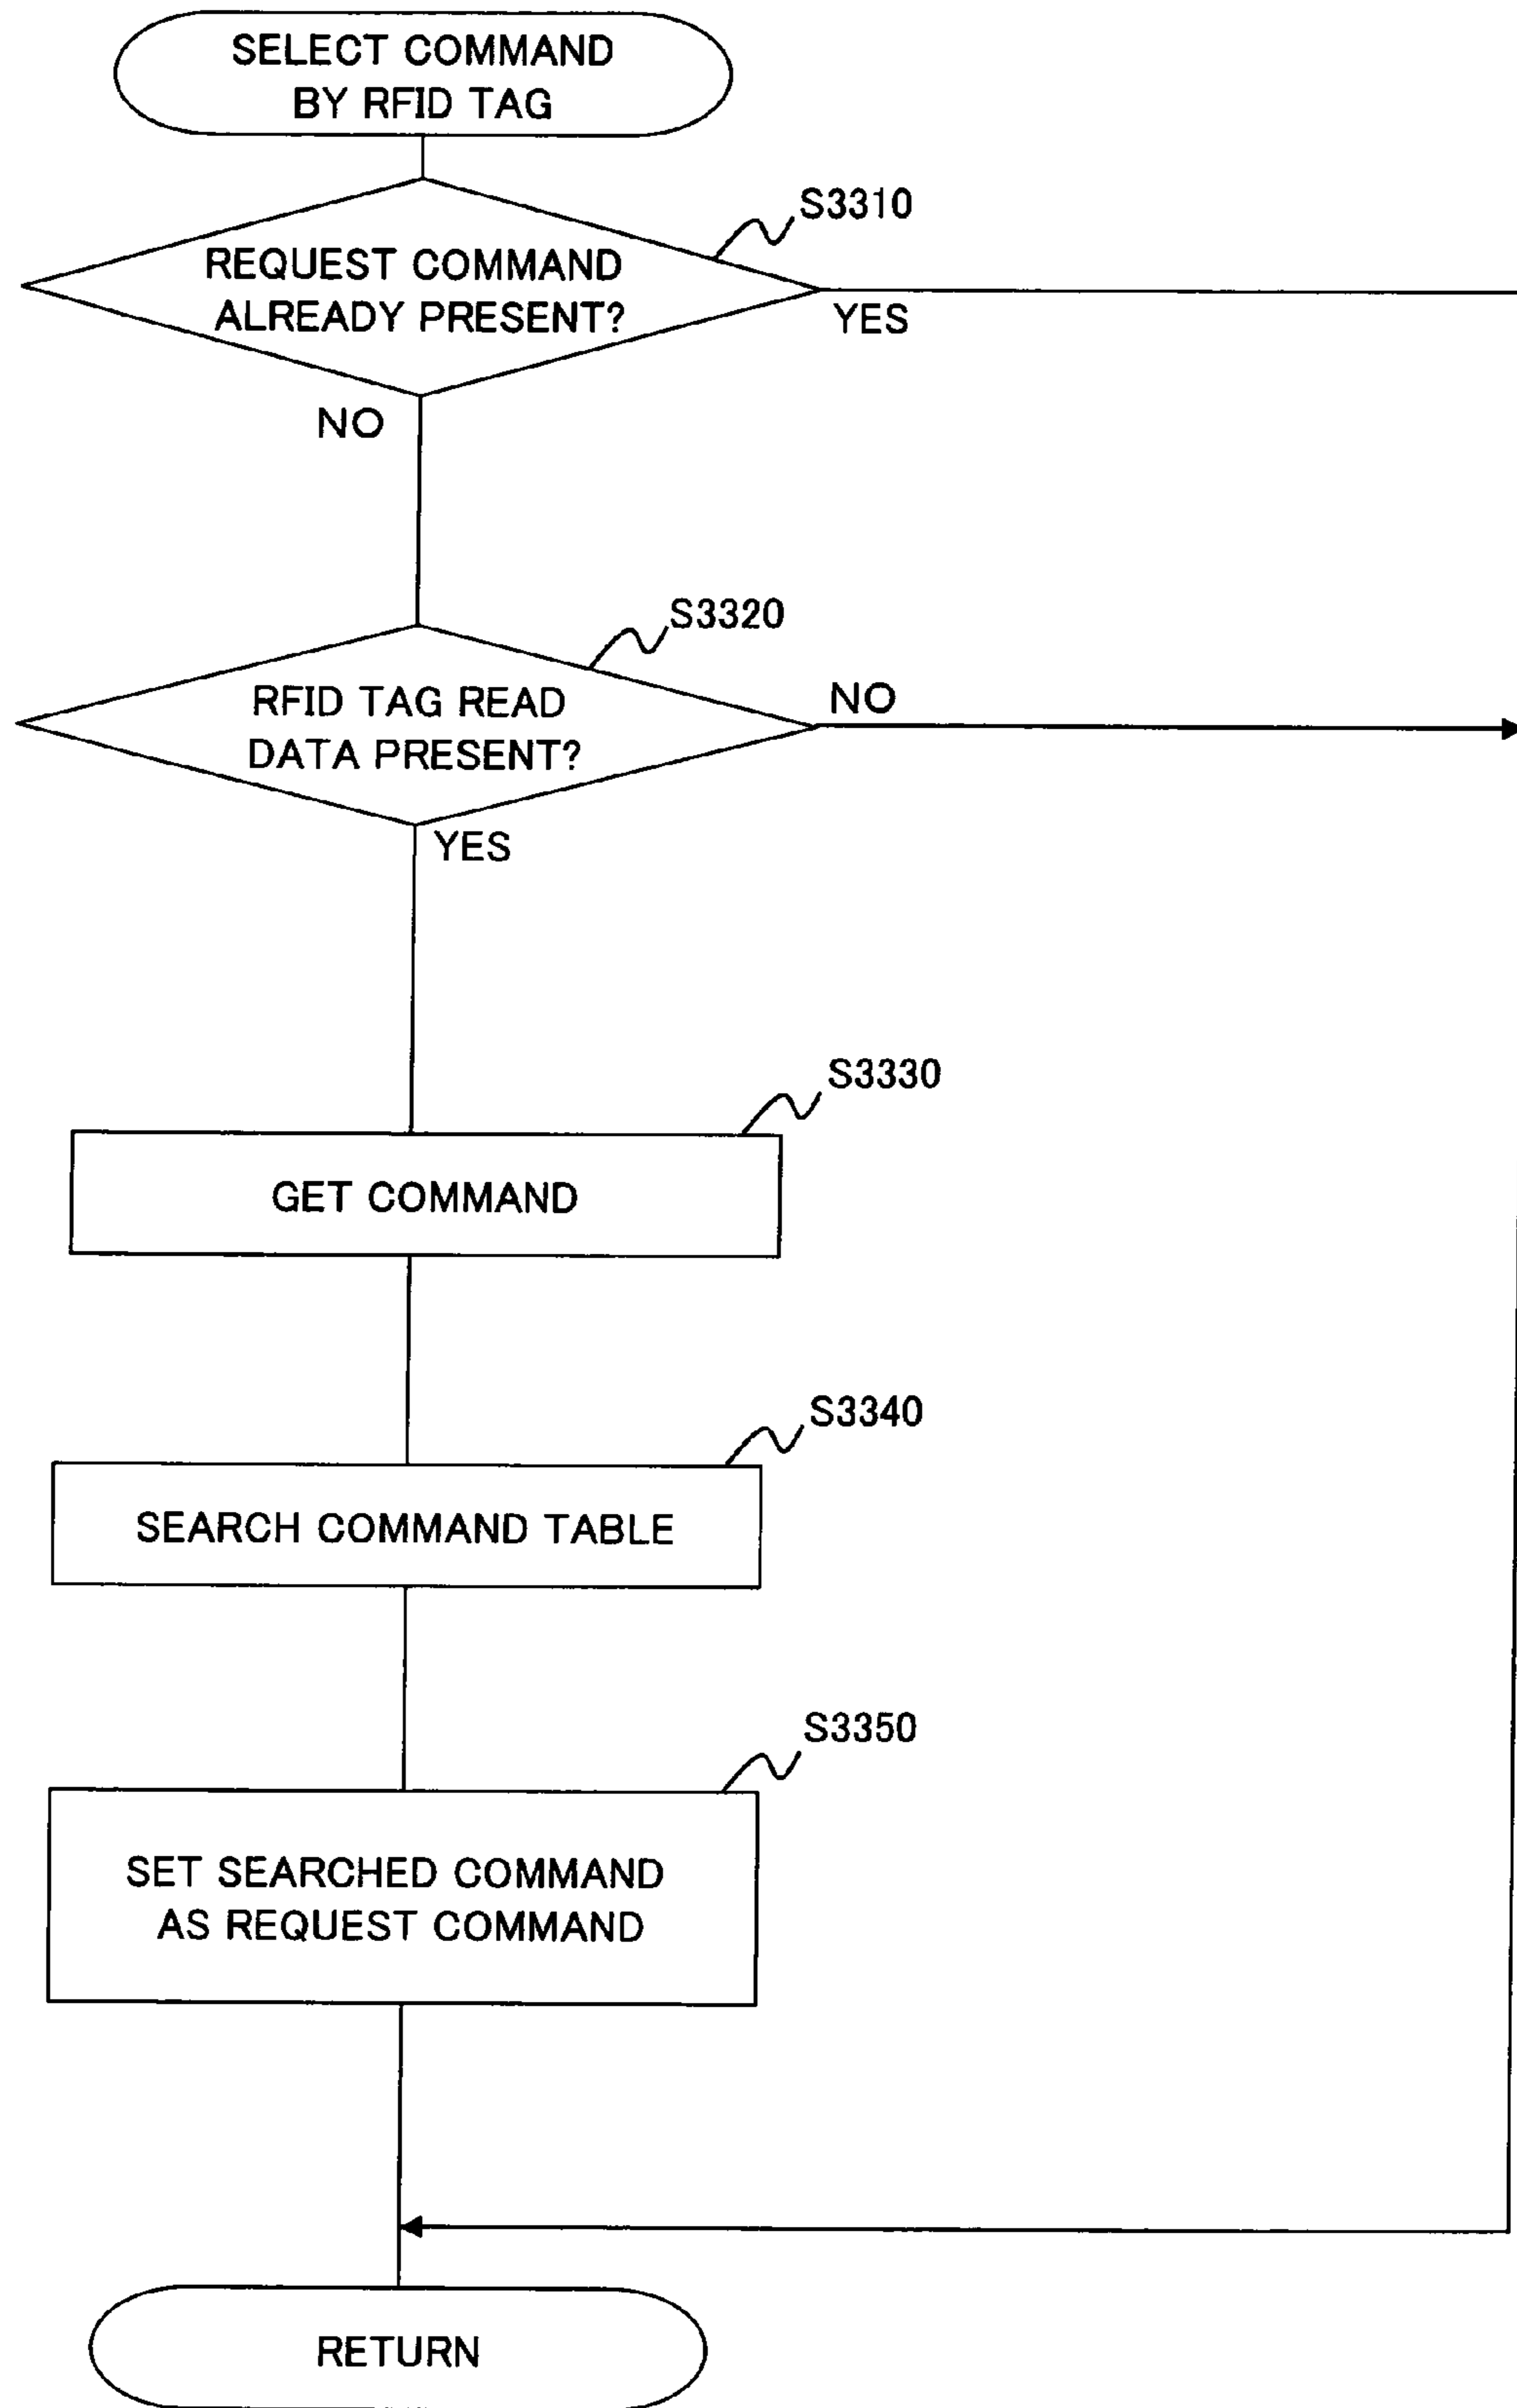 SELECT COMMAND
BY RFID TAG
S3310
REQUEST COMMAND
ALREADY PRESENT?
YES
NO
S3320
RFID TAG READ
DATA PRESENT?
NO
YES
S3330
GET COMMAND
S3340
SEARCH COMMAND TABLE
S3350
SET SEARCHED COMMAND
AS REQUEST COMMAND
RETURN